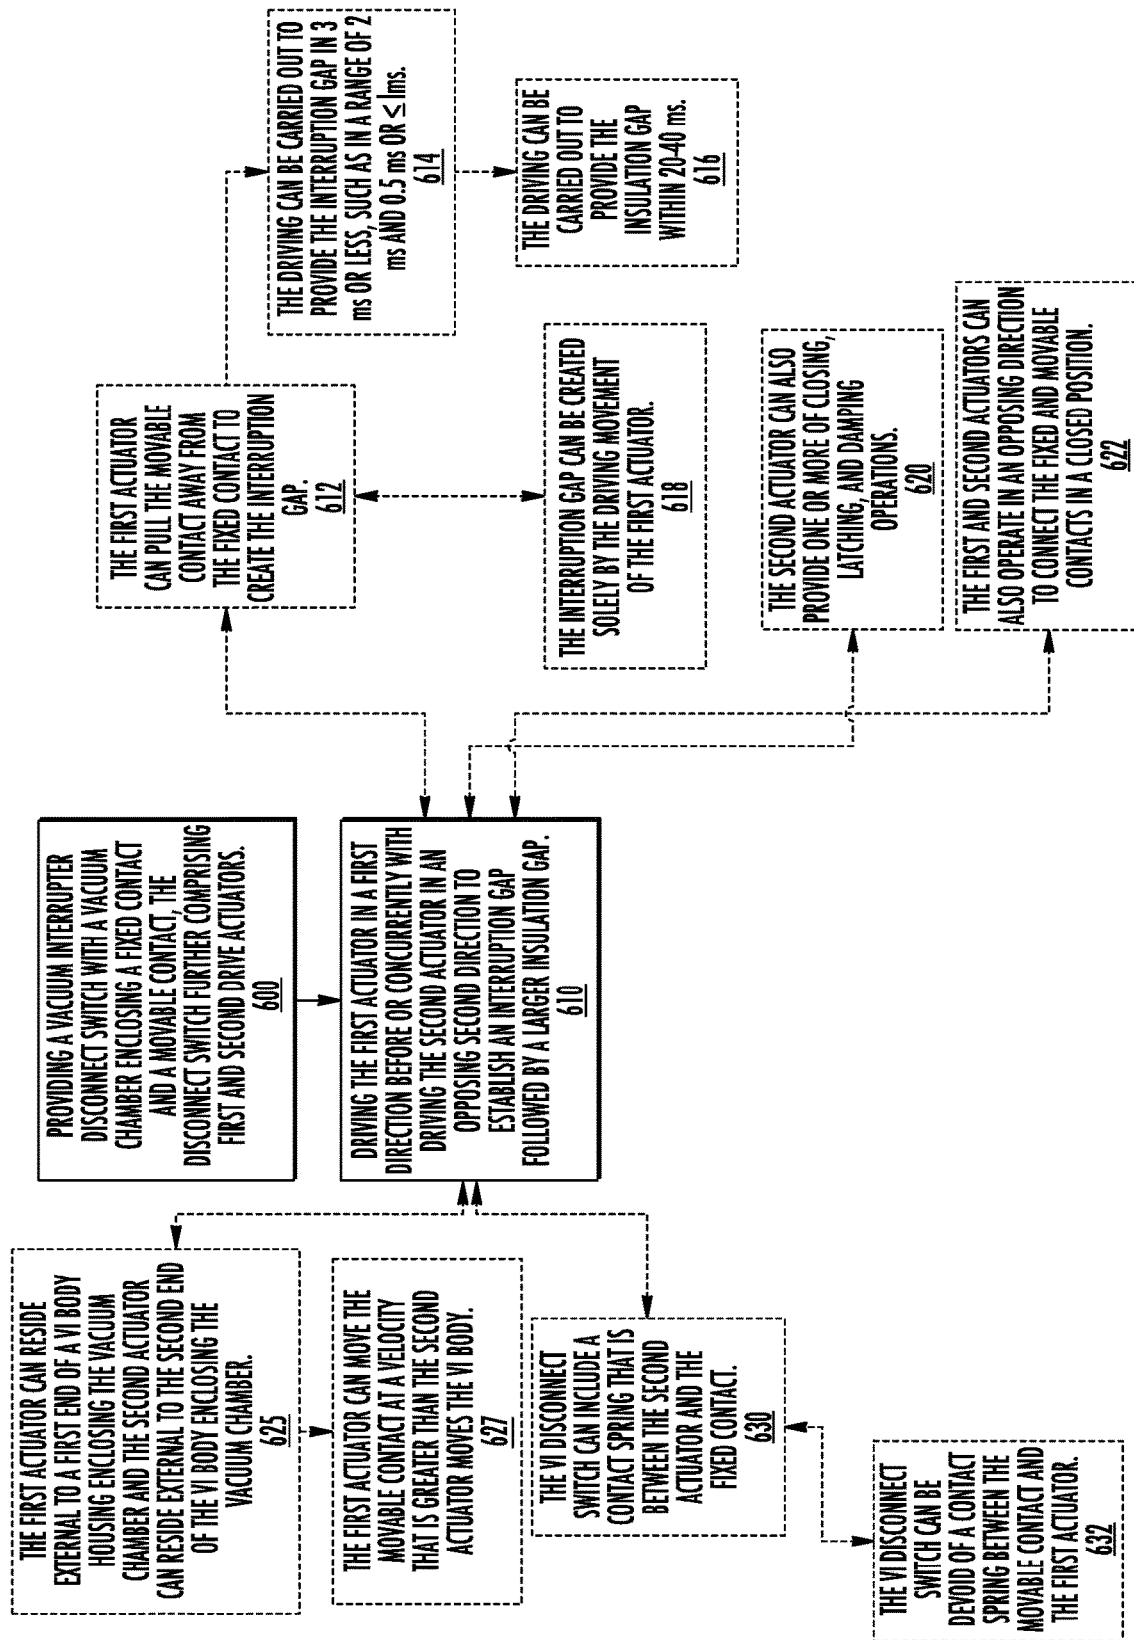 PROVIDING A VACUUM INTERRUPTER
DISCONNECT SWITCH WITH A VACUUM
CHAMBER ENCLOSING A FIXED CONTACT
AND A MOVABLE CONTACT, THE
DISCONNECT SWITCH FURTHER COMPRISING
FIRST AND SECOND DRIVE ACTUATORS.
600
DRIVING THE FIRST ACTUATOR IN A FIRST
DIRECTION BEFORE OR CONCURRENTLY WITH
DRIVING THE SECOND ACTUATOR IN AN
OPPOSING SECOND DIRECTION TO
ESTABLISH AN INTERRUPTION GAP
FOLLOWED BY A LARGER INSULATION GAP.
610
THE FIRST ACTUATOR
CAN PULL THE MOVABLE
CONTACT AWAY FROM
THE FIXED CONTACT TO
CREATE THE INTERRUPTION
GAP.
612
THE DRIVING CAN BE CARRIED OUT TO
PROVIDE THE INTERRUPTION GAP IN 3
ms OR LESS, SUCH AS IN A RANGE OF 2
ms AND 0.5 ms OR ≤1ms.
614
THE DRIVING CAN BE
CARRIED OUT TO
PROVIDE THE
INSULATION GAP
WITHIN 20-40 ms.
616
THE INTERRUPTION GAP CAN BE CREATED
SOLELY BY THE DRIVING MOVEMENT
OF THE FIRST ACTUATOR.
618
THE SECOND ACTUATOR CAN ALSO
PROVIDE ONE OR MORE OF CLOSING,
LATCHING, AND DAMPING
OPERATIONS.
620
THE FIRST AND SECOND ACTUATORS CAN
ALSO OPERATE IN AN OPPOSING DIRECTION
TO CONNECT THE FIXED AND MOVABLE
CONTACTS IN A CLOSED POSITION.
622
THE FIRST ACTUATOR CAN RESIDE
EXTERNAL TO A FIRST END OF A VI BODY
HOUSING ENCLOSING THE VACUUM
CHAMBER AND THE SECOND ACTUATOR
CAN RESIDE EXTERNAL TO THE SECOND END
OF THE VI BODY ENCLOSING THE
VACUUM CHAMBER.
625
THE FIRST ACTUATOR CAN MOVE THE
MOVABLE CONTACT AT A VELOCITY
THAT IS GREATER THAN THE SECOND
ACTUATOR MOVES THE VI BODY.
627
THE VI DISCONNECT
SWITCH CAN INCLUDE A
CONTACT SPRING THAT IS
BETWEEN THE SECOND
ACTUATOR AND THE
FIXED CONTACT.
630
THE VI DISCONNECT
SWITCH CAN BE
DEVOID OF A CONTACT
SPRING BETWEEN THE
MOVABLE CONTACT AND
THE FIRST ACTUATOR.
632